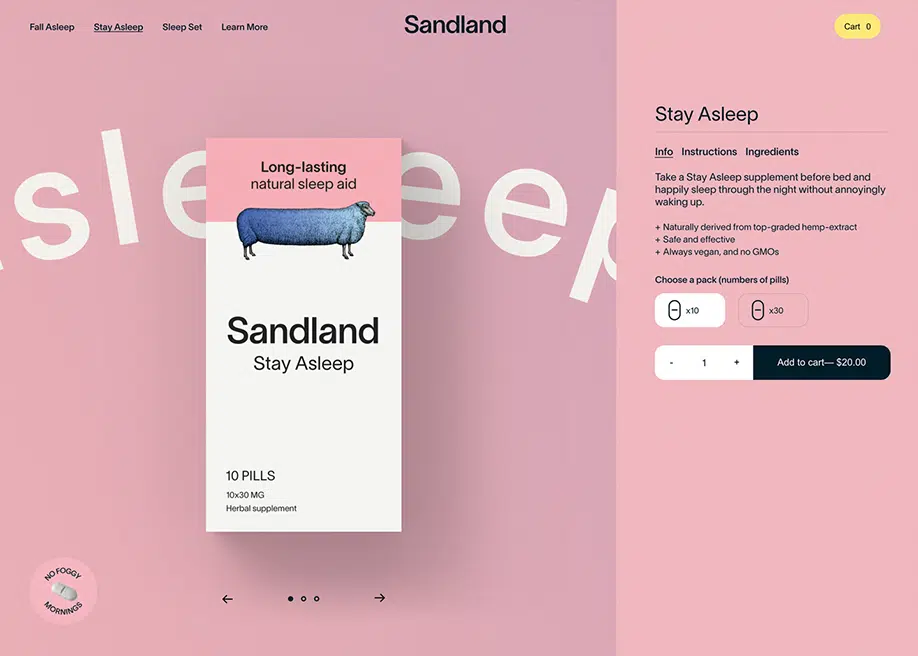 Fall Asleep
Stay Asleep
Sleep Set
Learn More
Sandland
Cart 0
asleep
Long-lasting
natural sleep aid
Sandland
Stay Asleep
10 PILLS
10x30 MG
Herbal supplement
NO FOGGY
MORNINGS
Stay Asleep
Info
Instructions
Ingredients
Take a Stay Asleep supplement before bed and
happily sleep through the night without annoyingly
waking up.
+ Naturally derived from top-graded hemp-extract
+ Safe and effective
+ Always vegan, and no GMOs
Choose a pack (numbers of pills)
x10
x30
- 1 +
Add to cart— $20.00